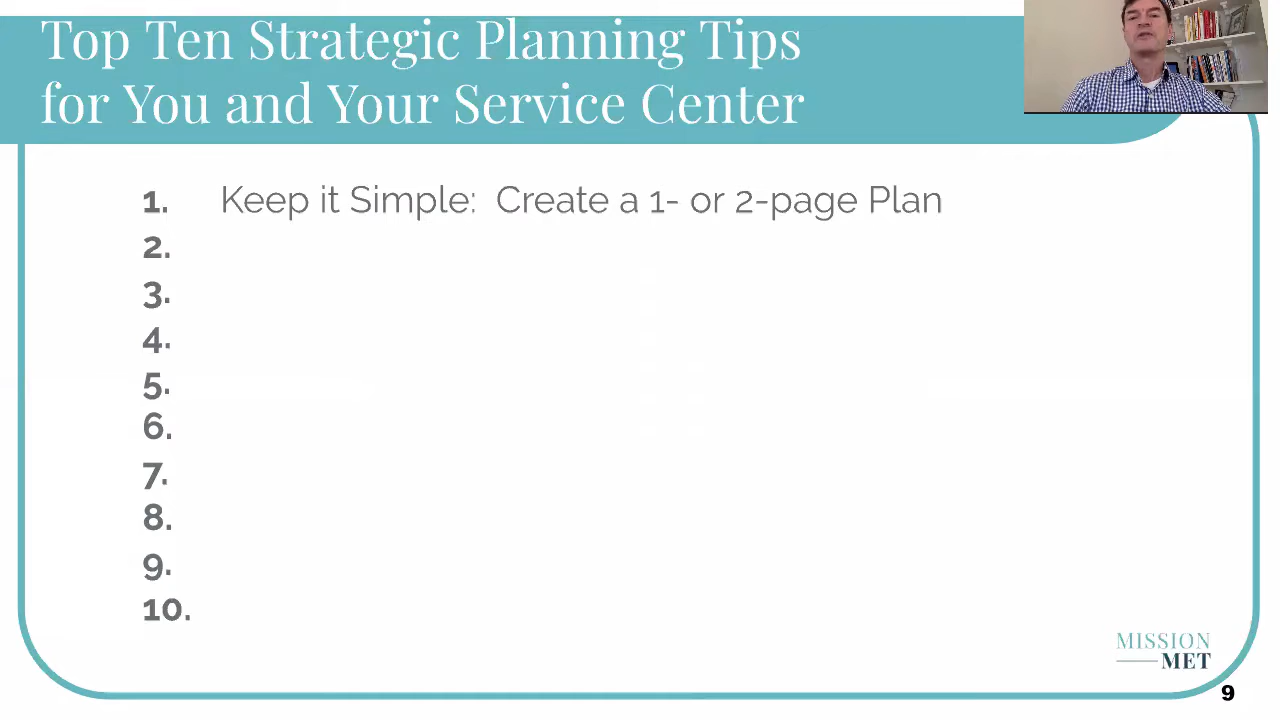 Top Ten Strategic Planning Tips
for You and Your Service Center
1. Keep it Simple: Create a 1- or 2-page Plan
2.
3.
4.
5.
6.
7.
8.
9.
10.
MISSION
MET
9